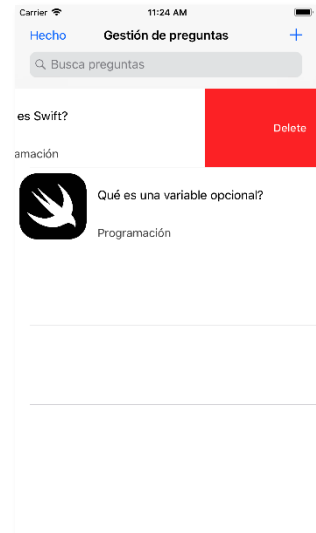 Carrier 11:24 AM
Hecho Gestión de preguntas +
Busca preguntas
es Swift?
Delete
amación
Qué es una variable opcional?
Programación